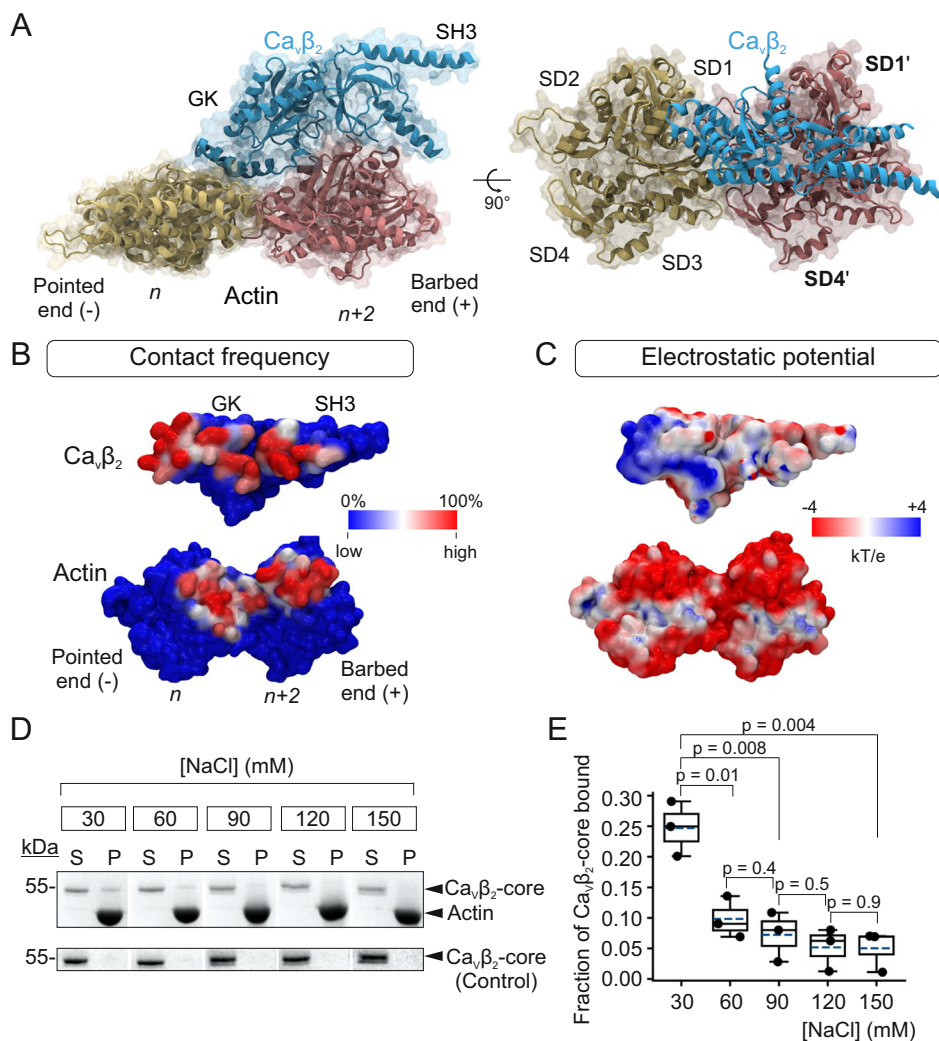 A
Caᵥβ₂
SH3
GK
Pointed
end (-)
n
Actin
n+2
Barbed
end (+)
90°
Caᵥβ₂
SD1'
SD2
SD1
SD4
SD3
SD4'
B
Contact frequency
GK
SH3
Caᵥβ₂
0%
100%
low
high
Actin
Pointed
end (-)
n
n+2
Barbed
end (+)
C
Electrostatic potential
-4
+4
kT/e
D
[NaCl] (mM)
30 60 90 120 150
kDa
S P S P S P S P S P
55-
Caᵥβ₂-core
Actin
55-
Caᵥβ₂-core
(Control)
E
p = 0.004
p = 0.008
p = 0.01
p = 0.4
p = 0.5
p = 0.9
Fraction of Caᵥβ₂-core bound
0.30
0.25
0.20
0.15
0.10
0.05
0.00
30 60 90 120 150
[NaCl] (mM)